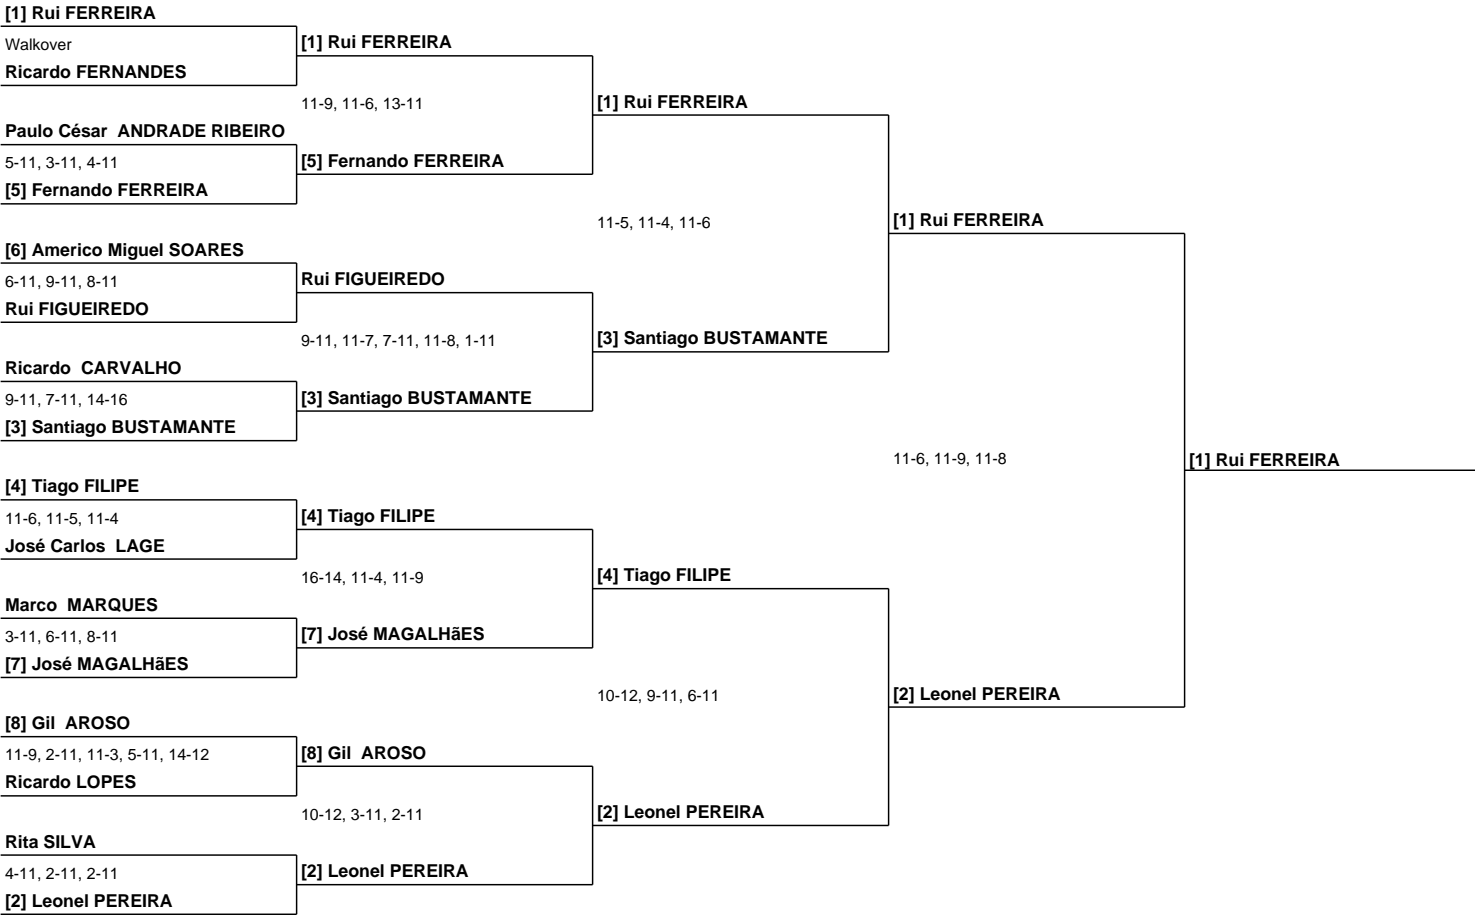 [1] Rui FERREIRA
Walkover
Ricardo FERNANDES
Paulo César  ANDRADE RIBEIRO
5-11, 3-11, 4-11
[5] Fernando FERREIRA
[6] Americo Miguel SOARES
6-11, 9-11, 8-11
Rui FIGUEIREDO
Ricardo  CARVALHO
9-11, 7-11, 14-16
[3] Santiago BUSTAMANTE
[4] Tiago FILIPE
11-6, 11-5, 11-4
José Carlos  LAGE
Marco  MARQUES
3-11, 6-11, 8-11
[7] José MAGALHãES
[8] Gil  AROSO
11-9, 2-11, 11-3, 5-11, 14-12
Ricardo LOPES
Rita SILVA
4-11, 2-11, 2-11
[2] Leonel PEREIRA
[1] Rui FERREIRA
11-9, 11-6, 13-11
[5] Fernando FERREIRA
Rui FIGUEIREDO
9-11, 11-7, 7-11, 11-8, 1-11
[3] Santiago BUSTAMANTE
[4] Tiago FILIPE
16-14, 11-4, 11-9
[7] José MAGALHãES
[8] Gil  AROSO
10-12, 3-11, 2-11
[2] Leonel PEREIRA
[1] Rui FERREIRA
11-5, 11-4, 11-6
[3] Santiago BUSTAMANTE
[4] Tiago FILIPE
10-12, 9-11, 6-11
[2] Leonel PEREIRA
[1] Rui FERREIRA
11-6, 11-9, 11-8
[2] Leonel PEREIRA
[1] Rui FERREIRA